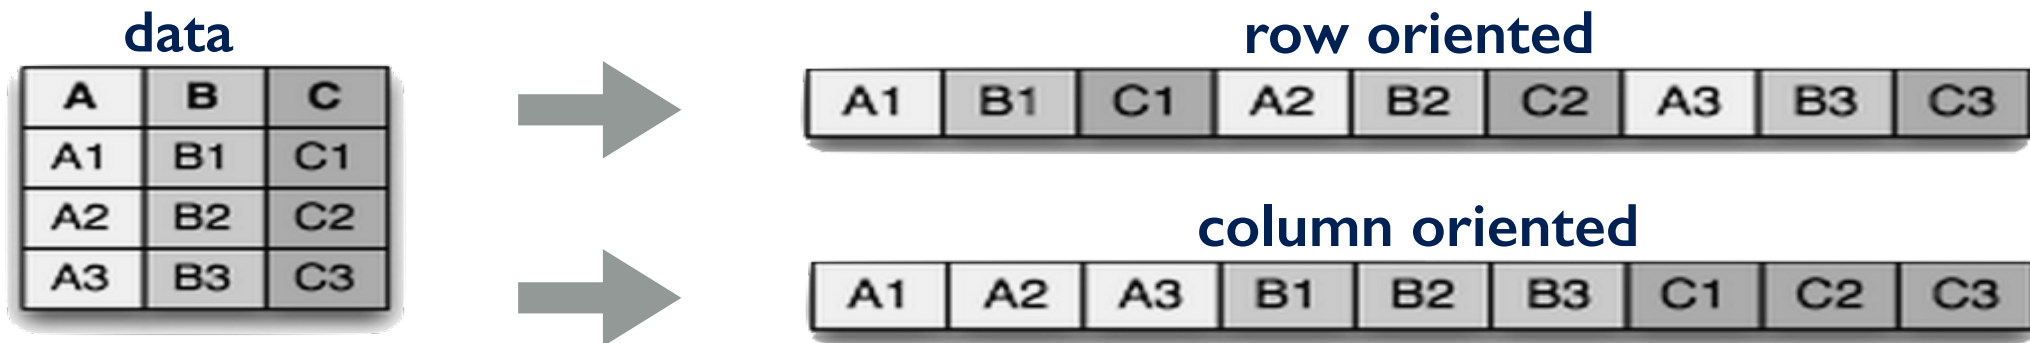 data
A B C
A1 B1 C1
A2 B2 C2
A3 B3 C3
row oriented
A1 B1 C1 A2 B2 C2 A3 B3 C3
column oriented
A1 A2 A3 B1 B2 B3 C1 C2 C3